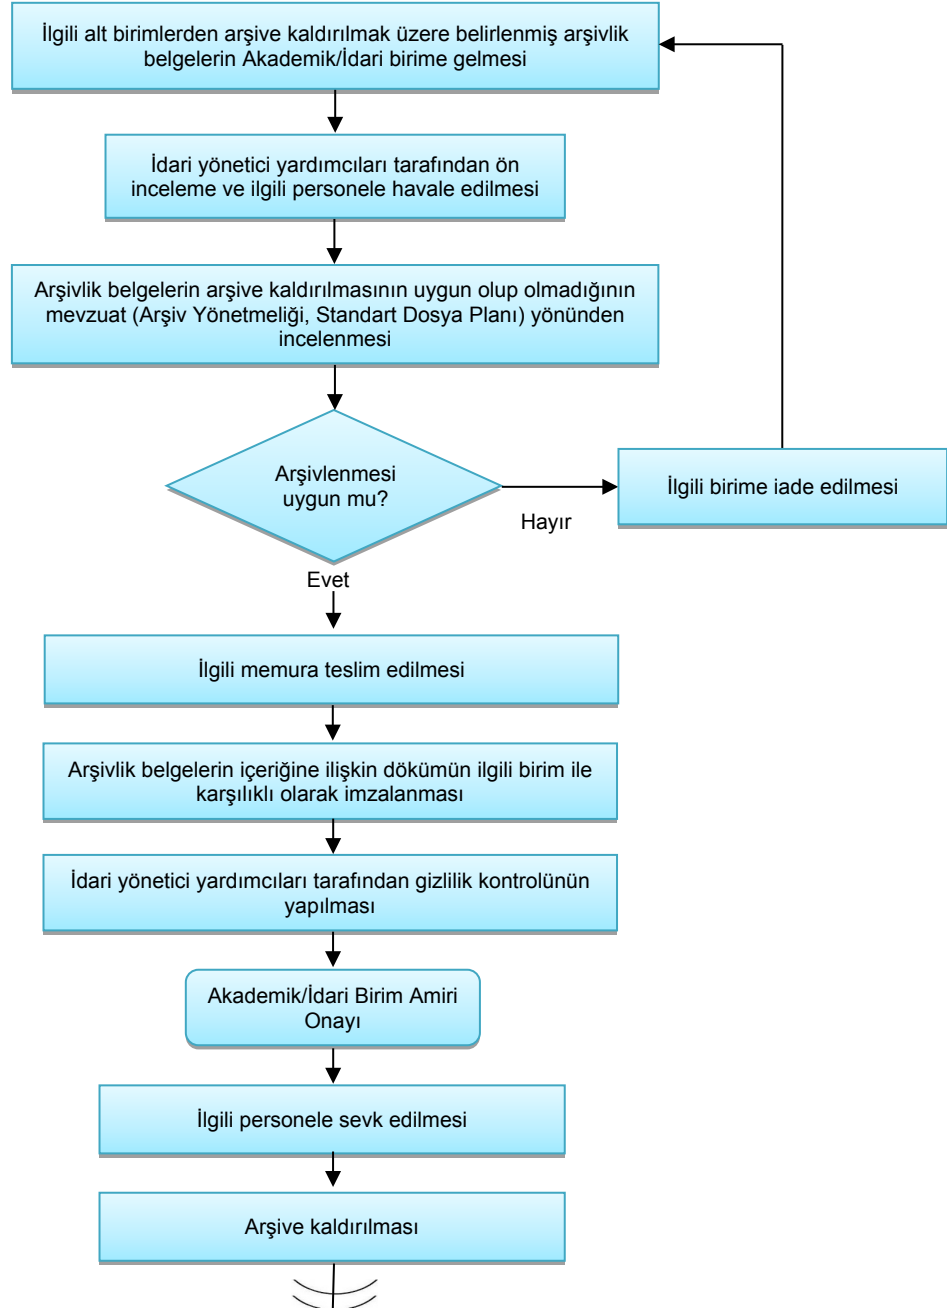 İlgili alt birimlerden arşive kaldırılmak üzere belirlenmiş arşivlik
belgelerin Akademik/İdari birime gelmesi
İdari yönetici yardımcıları tarafından ön
inceleme ve ilgili personele havale edilmesi
Arşivlik belgelerin arşive kaldırılmasının uygun olup olmadığının
mevzuat (Arşiv Yönetmeliği, Standart Dosya Planı) yönünden
incelenmesi
Arşivlenmesi
uygun mu?
İlgili birime iade edilmesi
Hayır
Evet
İlgili memura teslim edilmesi
Arşivlik belgelerin içeriğine ilişkin dökümün ilgili birim ile
karşılıklı olarak imzalanması
İdari yönetici yardımcıları tarafından gizlilik kontrolünün
yapılması
Akademik/İdari Birim Amiri
Onayı
İlgili personele sevk edilmesi
Arşive kaldırılması